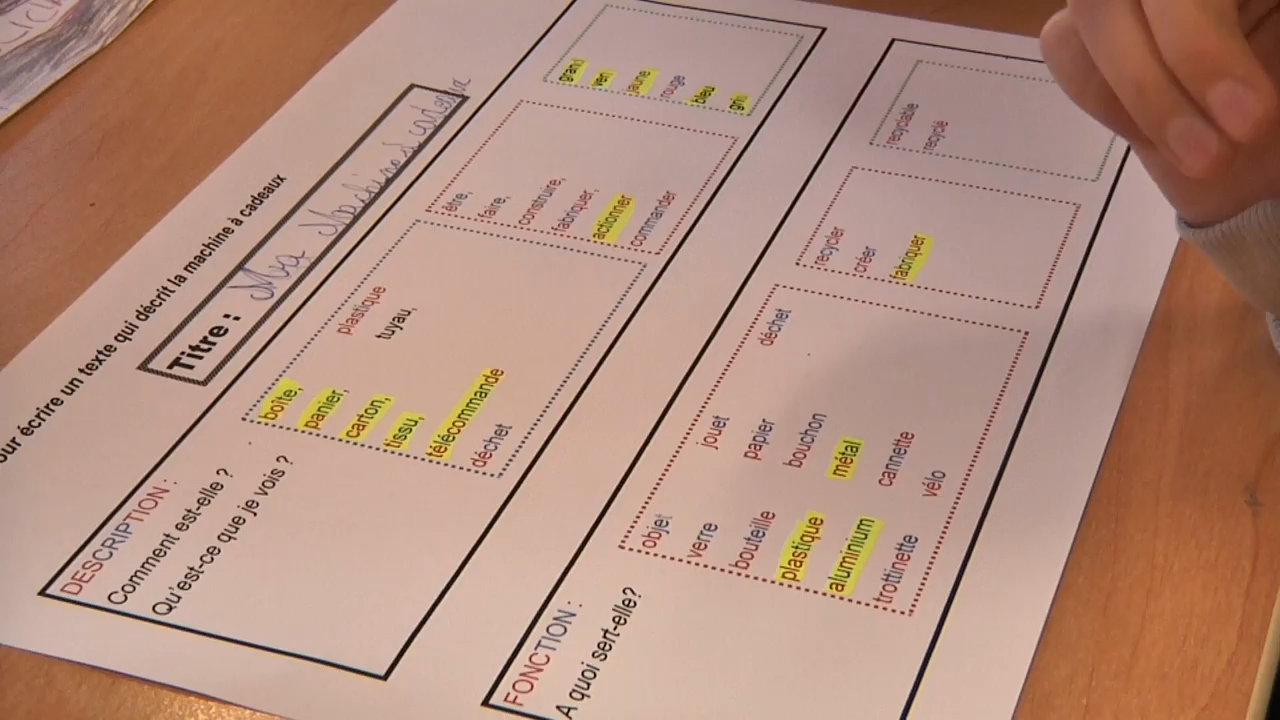 our écrire un texte qui décrit la machine à cadeaux
Titre : Ma Machine
DESCRIPTION :
Comment est-elle ?
Qu'est-ce que je vois ?
boîte,
panier,
carton,
tissu,
télécommande
déchet
plastique
tuyau,
être,
faire,
construire,
fabriquer,
actionner
commander
grand
vert
jaune
rouge
bleu
gris
FONCTION :
A quoi sert-elle?
objet
verre
bouteille
plastique
aluminium
trottinette
jouet
papier
bouchon
métal
cannette
vélo
déchet
recycler
créer
fabriquer
recyclable
recyclé